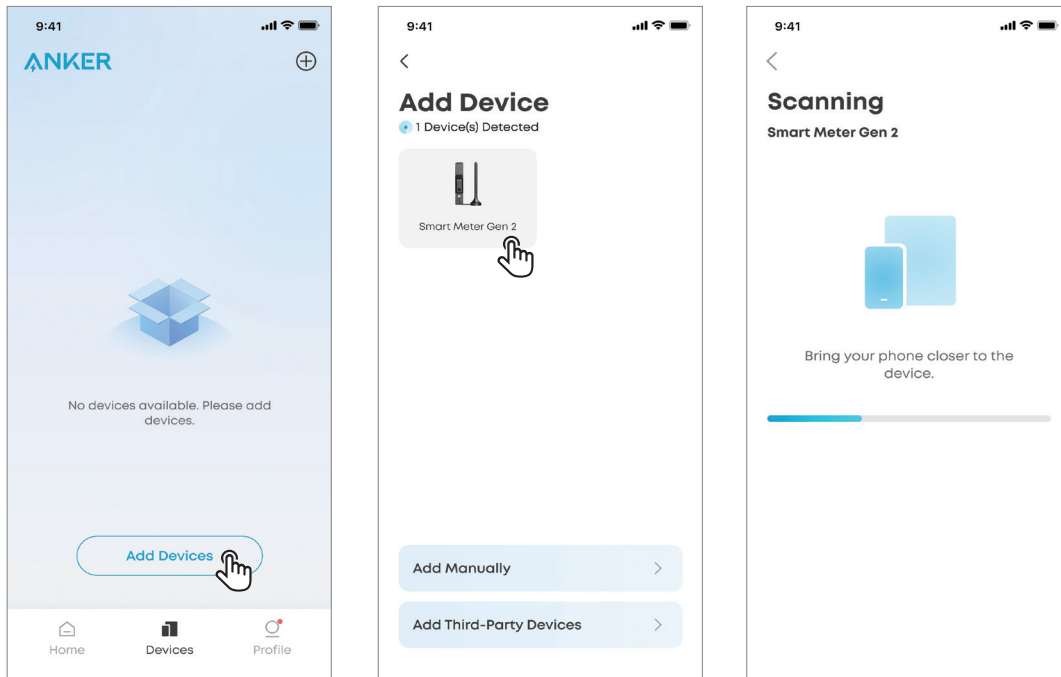 9:41
ANKER
No devices available. Please add
devices.
Add Devices
Home
Devices
Profile
9:41
Add Device
1 Device(s) Detected
Smart Meter Gen 2
Add Manually
Add Third-Party Devices
9:41
Scanning
Smart Meter Gen 2
Bring your phone closer to the
device.